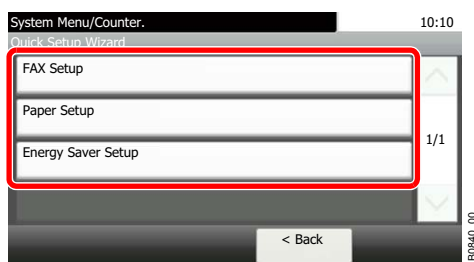 System Menu/Counter.
10:10
Quick Setup Wizard
FAX Setup
Paper Setup
1/1
Energy Saver Setup
< Back
B0840_00